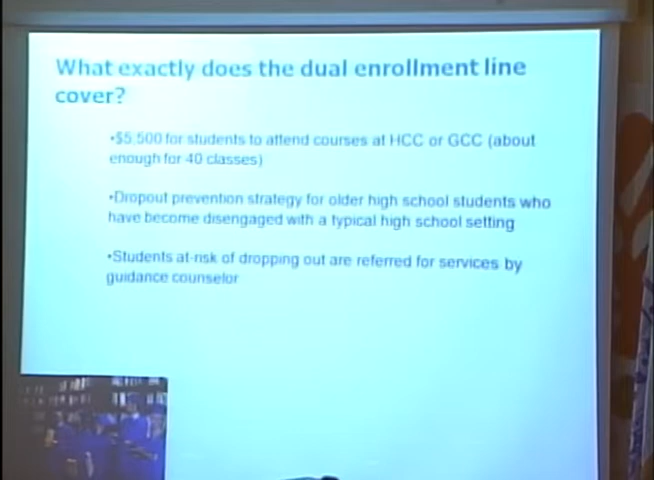 What exactly does the dual enrollment line
cover?
•$5,500 for students to attend courses at HCC or GCC (about
enough for 40 classes)
•Dropout prevention strategy for older high school students who
have become disengaged with a typical high school setting
•Students at-risk of dropping out are referred for services by
guidance counselor